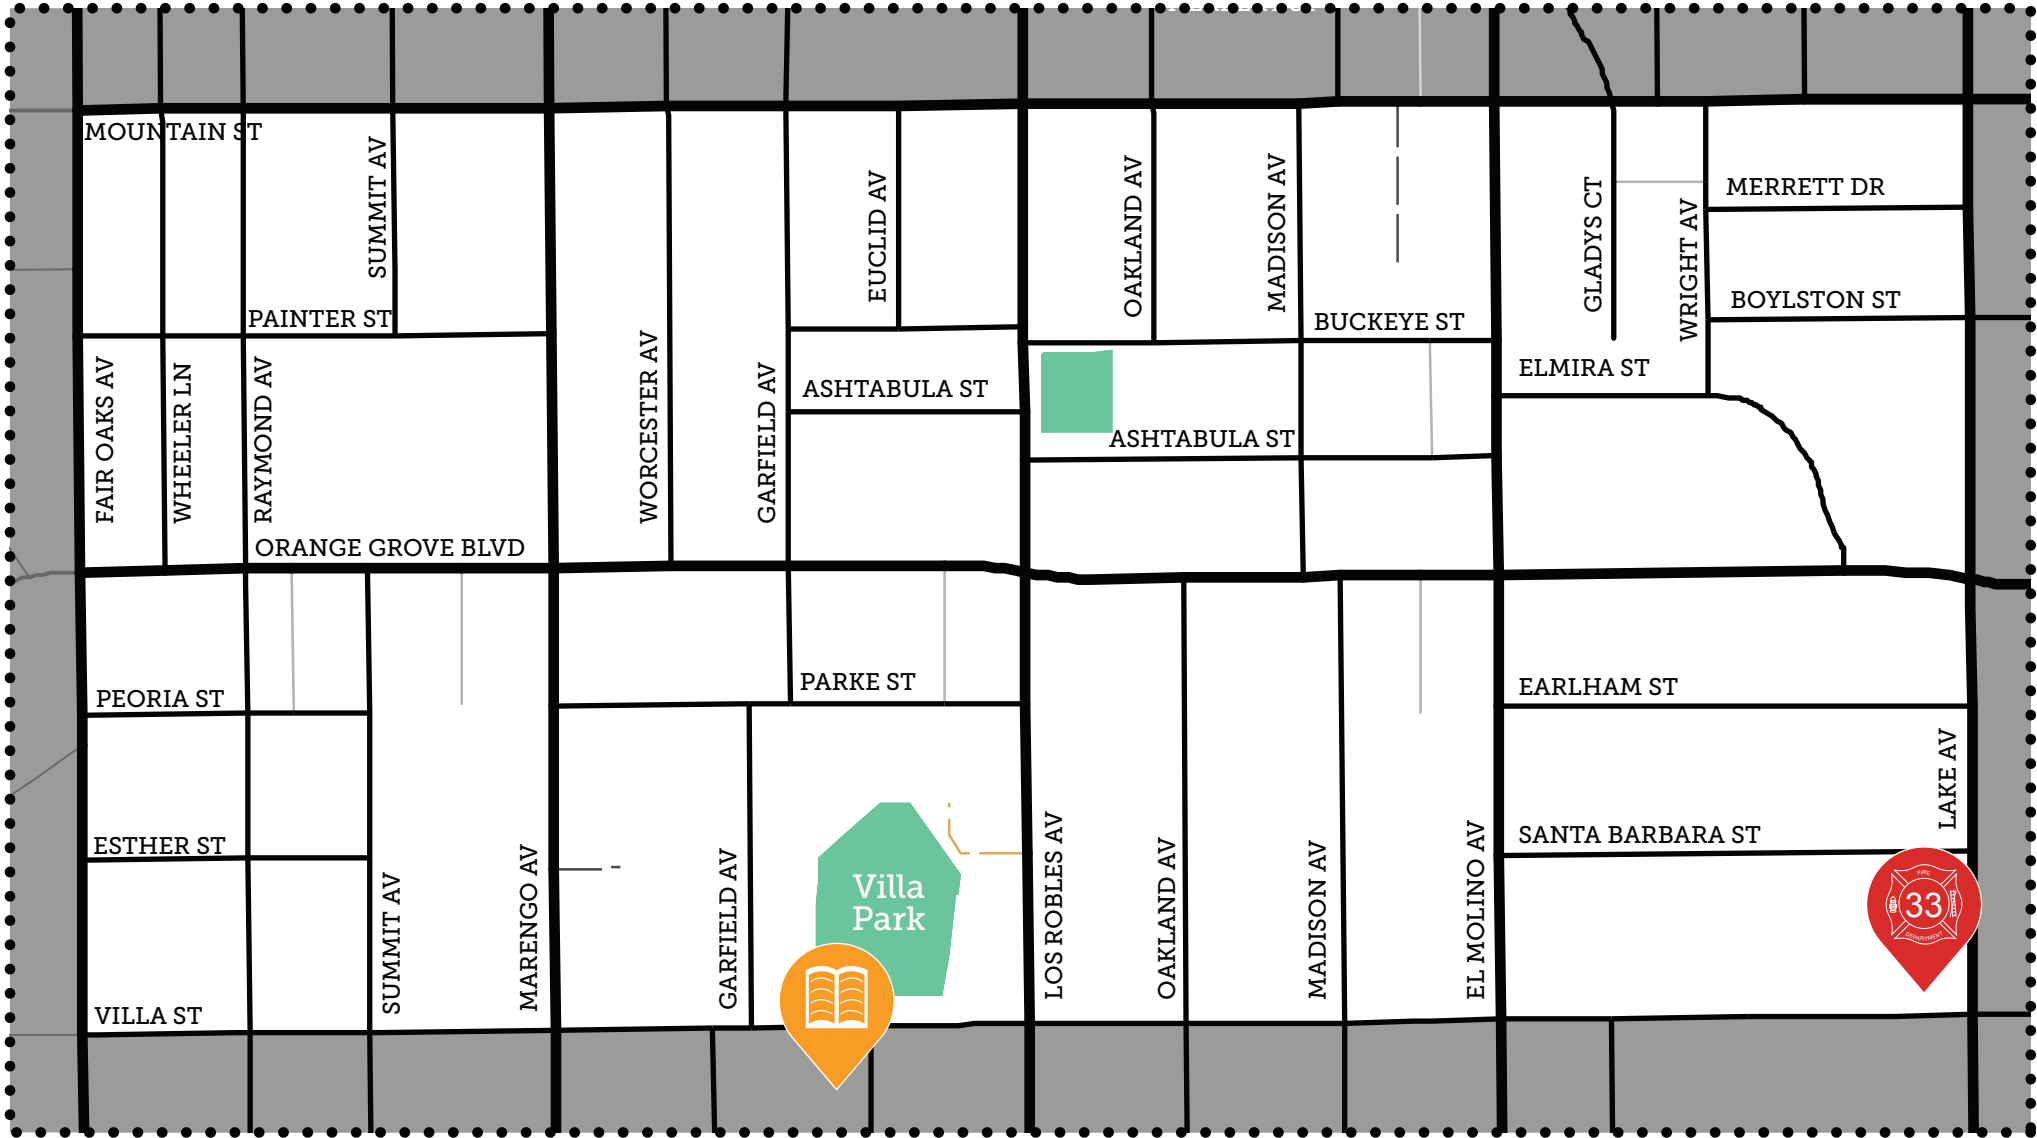 MOUNTAIN ST
SUMMIT AV
EUCLID AV
OAKLAND AV
MADISON AV
GLADYS CT
WRIGHT AV
MERRETT DR
BOYLSTON ST
PAINTER ST
BUCKEYE ST
FAIR OAKS AV
WHEELER LN
RAYMOND AV
WORCESTER AV
GARFIELD AV
ASHTABULA ST
ELMIRA ST
ASHTABULA ST
ORANGE GROVE BLVD
PEORIA ST
PARKE ST
EARLHAM ST
LAKE AV
ESTHER ST
SANTA BARBARA ST
SUMMIT AV
MARENGO AV
GARFIELD AV
Villa
Park
LOS ROBLES AV
OAKLAND AV
MADISON AV
EL MOLINO AV
FIRE
33
DEPARTMENT
VILLA ST